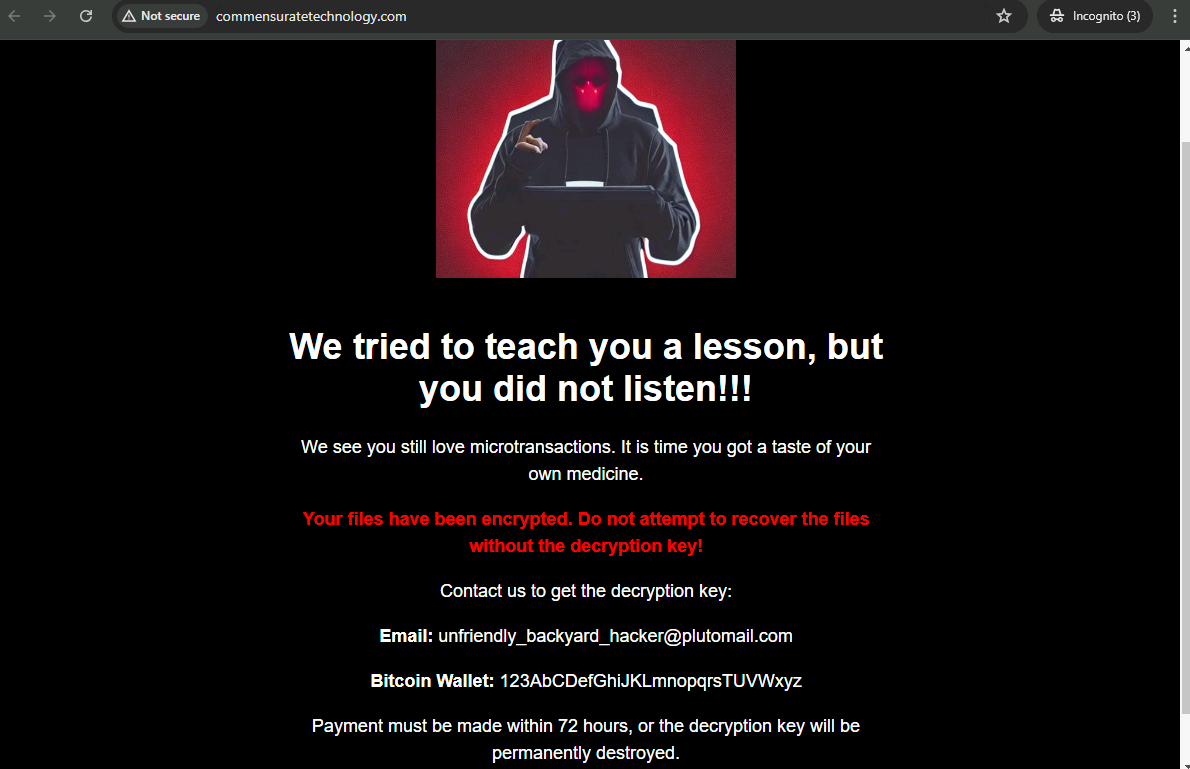 Not secure commensuratetechnology.com Incognito (3)
We tried to teach you a lesson, but
you did not listen!!!
We see you still love microtransactions. It is time you got a taste of your
own medicine.
Your files have been encrypted. Do not attempt to recover the files
without the decryption key!
Contact us to get the decryption key:
Email: unfriendly_backyard_hacker@plutomail.com
Bitcoin Wallet: 123AbCDefGhiJKLmnopqrsTUVWxyz
Payment must be made within 72 hours, or the decryption key will be
permanently destroyed.